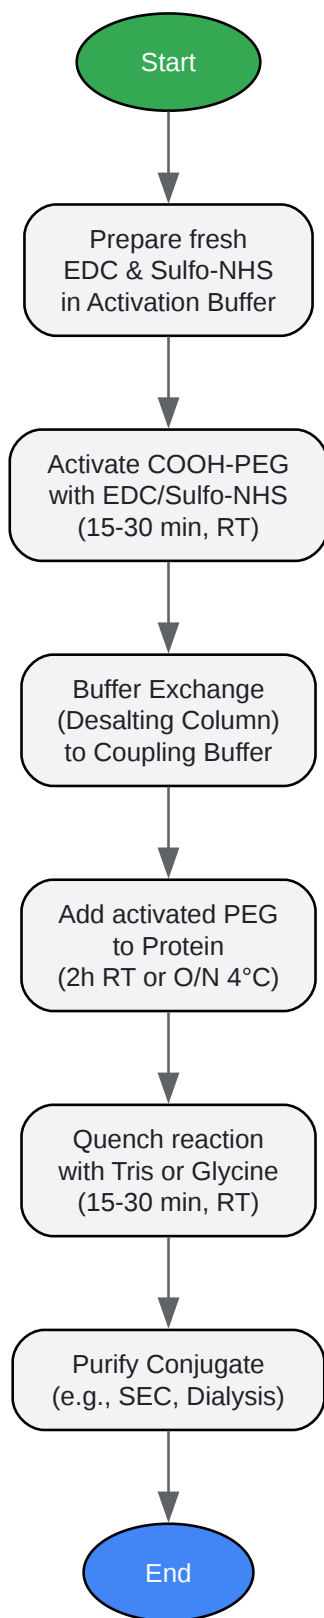 Start
Prepare fresh
EDC & Sulfo-NHS
in Activation Buffer
Activate COOH-PEG
with EDC/Sulfo-NHS
(15-30 min, RT)
Buffer Exchange
(Desalting Column)
to Coupling Buffer
Add activated PEG
to Protein
(2h RT or O/N 4°C)
Quench reaction
with Tris or Glycine
(15-30 min, RT)
Purify Conjugate
(e.g., SEC, Dialysis)
End